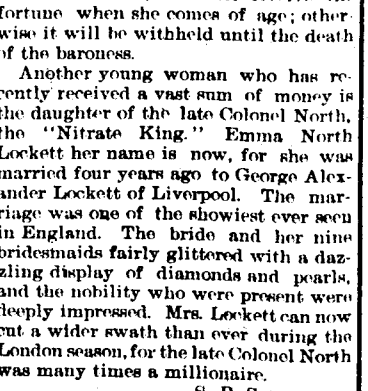 fortune when she comes of age; other-
wise it will be withheld until the death
of the baroness.
Another young woman who has re-
cently received a vast sum of money is
the daughter of the late Colonel North,
the "Nitrate King." Emma North
Lockett her name is now, for she was
married four years ago to George Alex-
ander Lockett of Liverpool. The mar-
riage was one of the showiest ever seen
in England. The bride and her nine
bridesmaids fairly glittered with a daz-
zling display of diamonds and pearls,
and the nobility who were present were
deeply impressed. Mrs. Lockett can now
cut a wider swath than ever during the
London season, for the late Colonel North
was many times a millionaire.